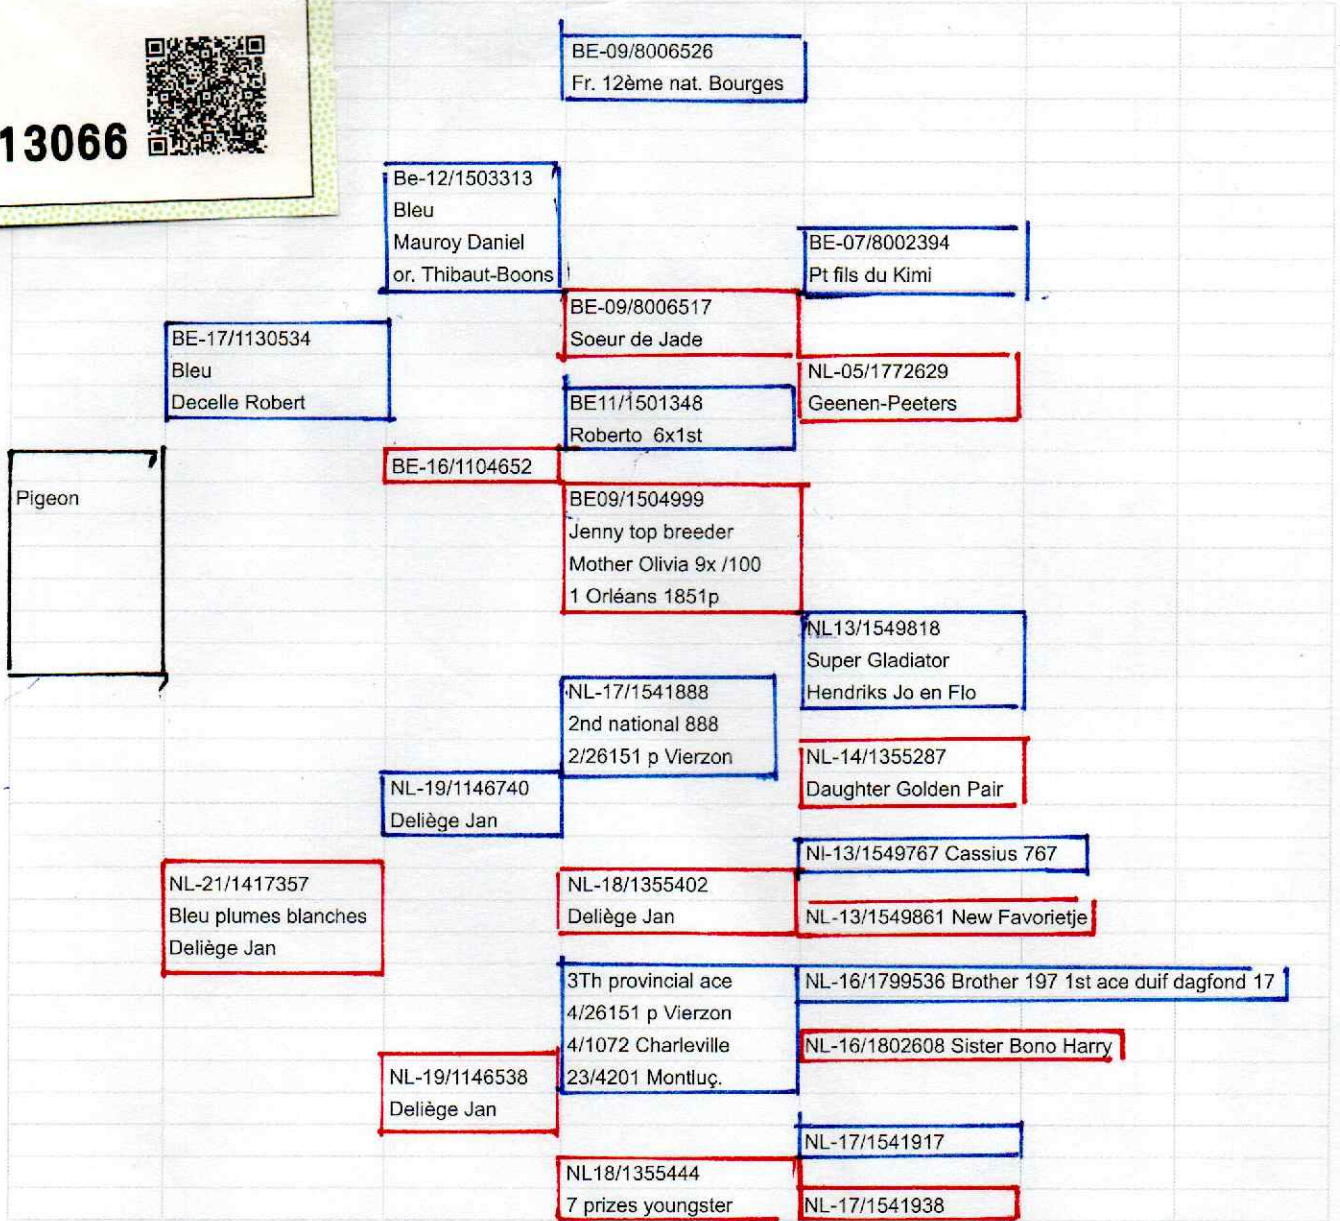 13066
BE-09/8006526
Fr. 12ème nat. Bourges
Be-12/1503313
Bleu
Mauroy Daniel
or. Thibaut-Boons
BE-07/8002394
Pt fils du Kimi
BE-09/8006517
Soeur de Jade
BE-17/1130534
Bleu
Decelle Robert
NL-05/1772629
Geenen-Peeters
BE11/1501348
Roberto 6x1st
BE-16/1104652
Pigeon
BE09/1504999
Jenny top breeder
Mother Olivia 9x /100
1 Orléans 1851p
NL13/1549818
Super Gladiator
Hendriks Jo en Flo
NL-17/1541888
2nd national 888
2/26151 p Vierzon
NL-14/1355287
Daughter Golden Pair
NL-19/1146740
Deliège Jan
Nl-13/1549767 Cassius 767
NL-21/1417357
Bleu plumes blanches
Deliège Jan
NL-18/1355402
Deliège Jan
NL-13/1549861 New Favorietje
3Th provincial ace
4/26151 p Vierzon
4/1072 Charleville
23/4201 Montluç.
NL-16/1799536 Brother 197 1st ace duif dagfond 17
NL-16/1802608 Sister Bono Harry
NL-19/1146538
Deliège Jan
NL-17/1541917
NL18/1355444
7 prizes youngster
NL-17/1541938